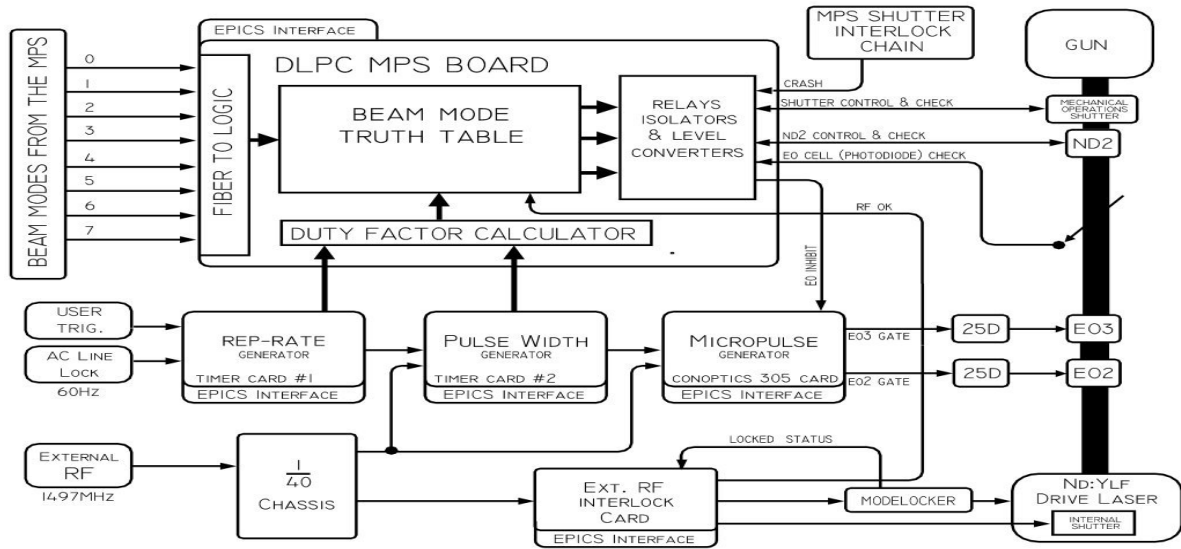 EPICS INTERFACE
MPS SHUTTER
INTERLOCK
CHAIN
GUN
BEAM MODES FROM THE MPS
0
1
2
3
4
5
6
7
FIBER TO LOGIC
DLPC MPS BOARD
BEAM MODE
TRUTH TABLE
RELAYS
ISOLATORS
& LEVEL
CONVERTERS
CRASH
SHUTTER CONTROL & CHECK
MECHANICAL
OPERATIONS
SHUTTER
ND2 CONTROL & CHECK
ND2
EO CELL (PHOTODIODE) CHECK
RF OK
DUTY FACTOR CALCULATOR
EO INHIBIT
USER
TRIG.
AC LINE
LOCK
60Hz
REP-RATE
GENERATOR
TIMER CARD #1
EPICS INTERFACE
PULSE WIDTH
GENERATOR
TIMER CARD #2
EPICS INTERFACE
MICROPULSE
GENERATOR
CONOPTICS 305 CARD
EPICS INTERFACE
EO3 GATE
25D
EO3
EO2 GATE
25D
EO2
EXTERNAL
RF
1497MHz
1
40
CHASSIS
LOCKED STATUS
EXT. RF
INTERLOCK
CARD
EPICS INTERFACE
MODELOCKER
ND:YLF
DRIVE LASER
INTERNAL
SHUTTER